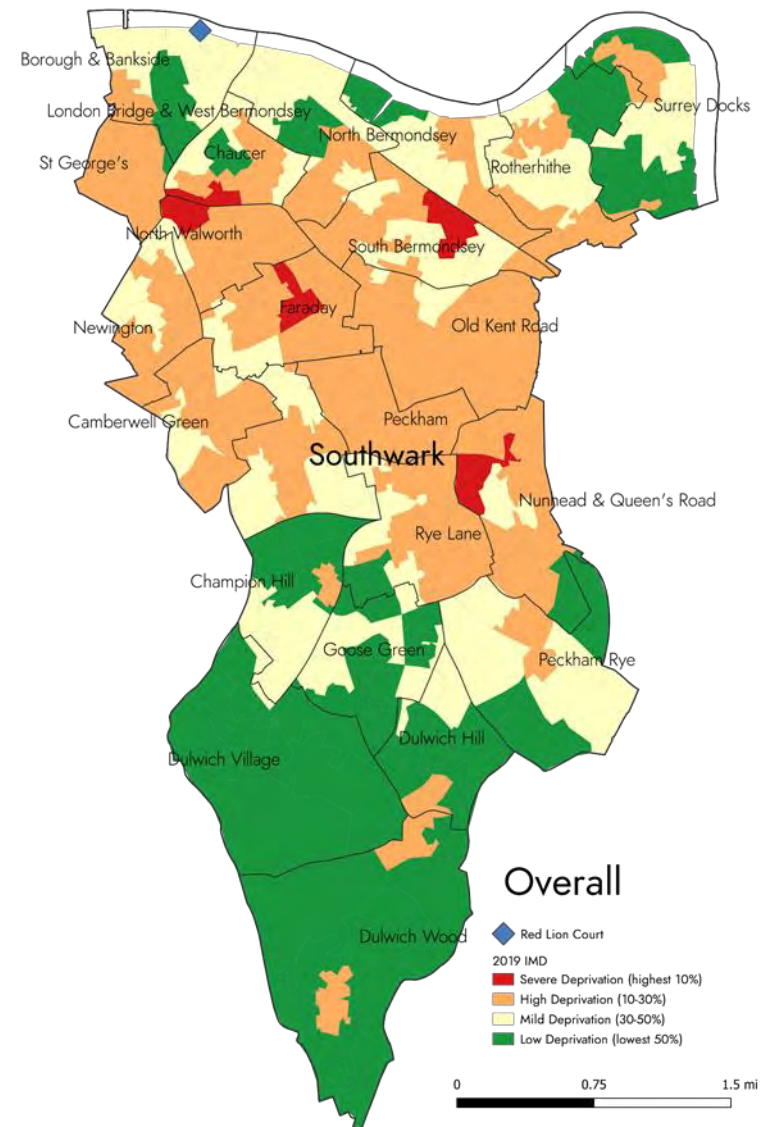 Borough & Bankside
London Bridge & West Bermondsey
Surrey Docks
North Bermondsey
Chaucer
St George's
Rotherhithe
North Walworth
South Bermondsey
Faraday
Old Kent Road
Newington
Peckham
Camberwell Green
Southwark
Nunhead & Queen's Road
Rye Lane
Champion Hill
Goose Green
Peckham Rye
Dulwich Hill
Dulwich Village
Overall
Dulwich Wood
Red Lion Court
2019 IMD
Severe Deprivation (highest 10%)
High Deprivation (10-30%)
Mild Deprivation (30-50%)
Low Deprivation (lowest 50%)
0 0.75 1.5 mi